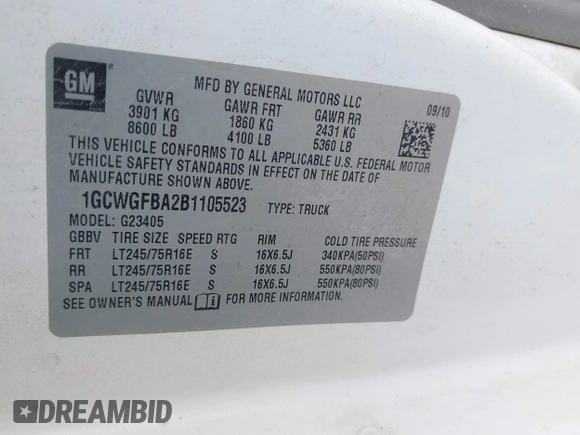 GM
MFD BY GENERAL MOTORS LLC
GVWR GAWR FRT GAWR RR 09/10
3901 KG 1860 KG 2431 KG
8600 LB 4100 LB 5360 LB
THIS VEHICLE CONFORMS TO ALL APPLICABLE U.S. FEDERAL MOTOR
VEHICLE SAFETY STANDARDS IN EFFECT ON THE DATE OF
MANUFACTURE SHOWN ABOVE.
1GCWGFBA2B1105523 TYPE: TRUCK
MODEL: G23405
GBBV TIRE SIZE SPEED RTG RIM COLD TIRE PRESSURE
FRT LT245/75R16E S 16X6.5J 340KPA(50PSI)
RR LT245/75R16E S 16X6.5J 550KPA(80PSI)
SPA LT245/75R16E S 16X6.5J 550KPA(80PSI)
SEE OWNER'S MANUAL FOR MORE INFORMATION.
DREAMBID